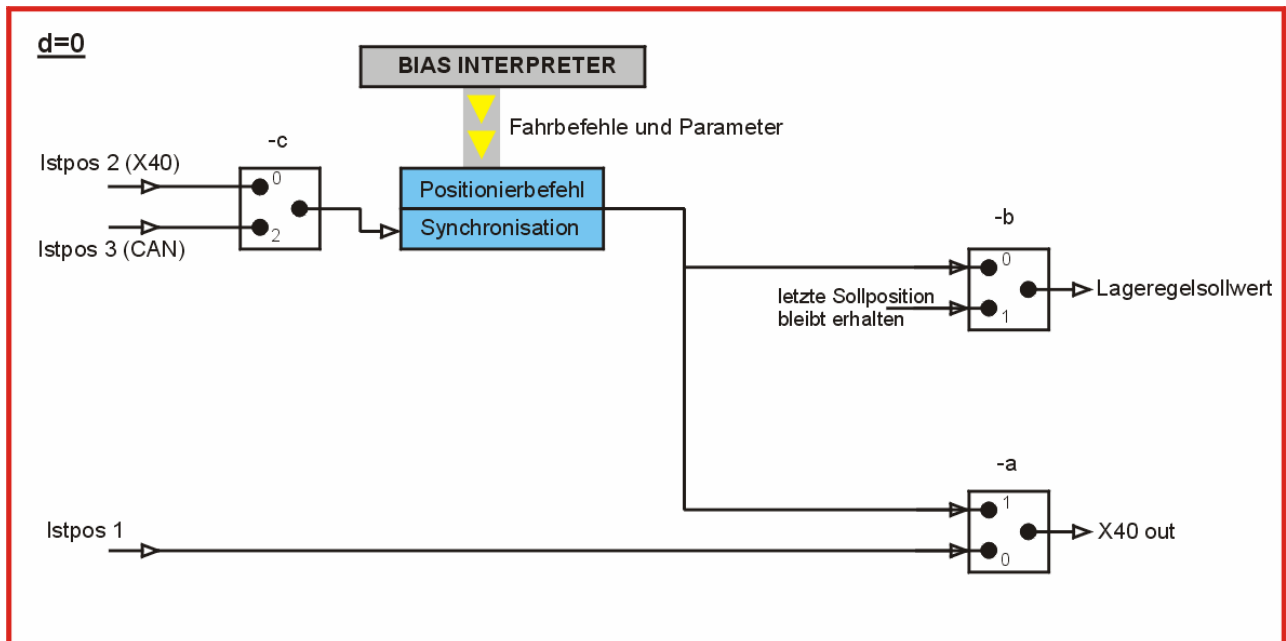 d=0
BIAS INTERPRETER
Fahrbefehle und Parameter
-c
Istpos 2 (X40)
0
2
Istpos 3 (CAN)
Positionierbefehl
Synchronisation
-b
0
1
letzte Sollposition
bleibt erhalten
Lageregelsollwert
-a
1
0
Istpos 1
X40 out